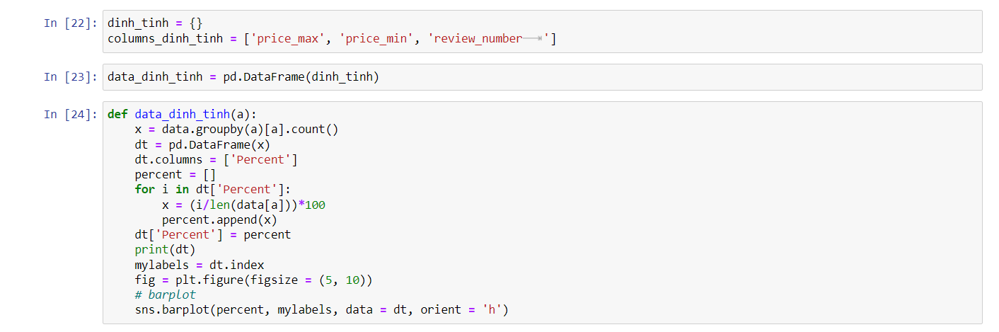 In [22]: dinh_tinh = {}
columns_dinh_tinh = ['price_max', 'price_min', 'review_number	']
In [23]: data_dinh_tinh = pd.DataFrame(dinh_tinh)
In [24]: def data_dinh_tinh(a):
    x = data.groupby(a)[a].count()
    dt = pd.DataFrame(x)
    dt.columns = ['Percent']
    percent = []
    for i in dt['Percent']:
        x = (i/len(data[a]))*100
        percent.append(x)
    dt['Percent'] = percent
    print(dt)
    mylabels = dt.index
    fig = plt.figure(figsize = (5, 10))
    # barplot
    sns.barplot(percent, mylabels, data = dt, orient = 'h')